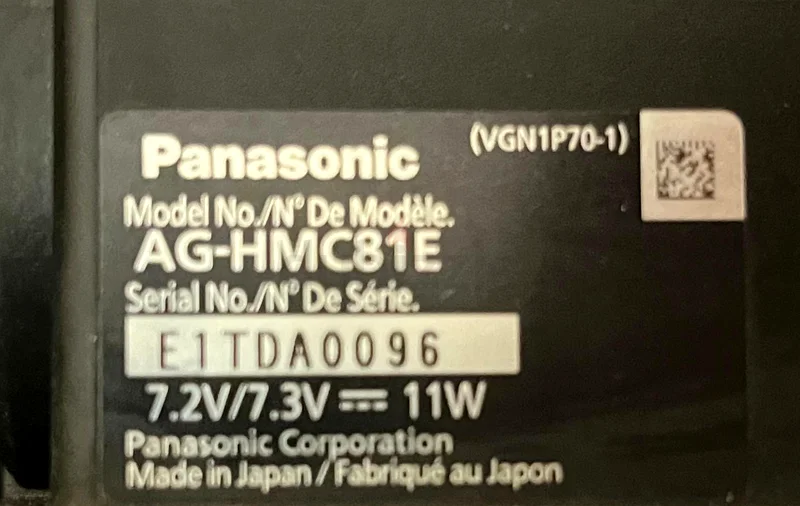 Panasonic
(VGN1P70-1)
Model No./N° De Modèle.
AG-HMC81E
Serial No./N° De Série.
E1TDA0096
7.2V/7.3V ⎓ 11W
Panasonic Corporation
Made in Japan / Fabriqué au Japon